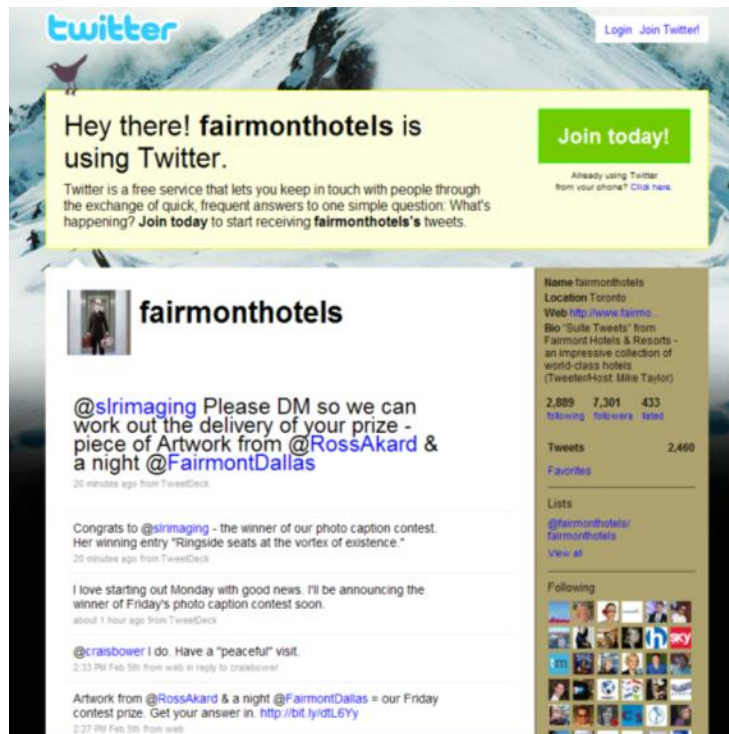 twitter
Login Join Twitter!
Hey there! fairmonthotels is
using Twitter.
Twitter is a free service that lets you keep in touch with people through
the exchange of quick, frequent answers to one simple question: What's
happening? Join today to start receiving fairmonthotels's tweets.
Join today!
Already using Twitter
from your phone? Click here.
fairmonthotels
@slrimaging Please DM so we can
work out the delivery of your prize -
piece of Artwork from @RossAkard &
a night @FairmontDallas
20 minutes ago from TweetDeck
Congrats to @slrimaging - the winner of our photo caption contest.
Her winning entry "Ringside seats at the vortex of existence."
20 minutes ago from TweetDeck
I love starting out Monday with good news. I'll be announcing the
winner of Friday's photo caption contest soon.
about 1 hour ago from TweetDeck
@craisbower I do. Have a "peaceful" visit.
2:33 PM Feb 5th from web in reply to craisbower
Artwork from @RossAkard & a night @FairmontDallas = our Friday
contest prize. Get your answer in. http://bit.ly/dtL6Yy
2:27 PM Feb 5th from web
Name fairmonthotels
Location Toronto
Web http://www.fairmo...
Bio "Suite Tweets" from
Fairmont Hotels & Resorts -
an impressive collection of
world-class hotels
(Tweeter/Host: Mike Taylor)
2,889 7,301 433
following followers listed
Tweets 2,460
Favorites
Lists
@fairmonthotels/
fairmonthotels
View all
Following
h
sky
tm